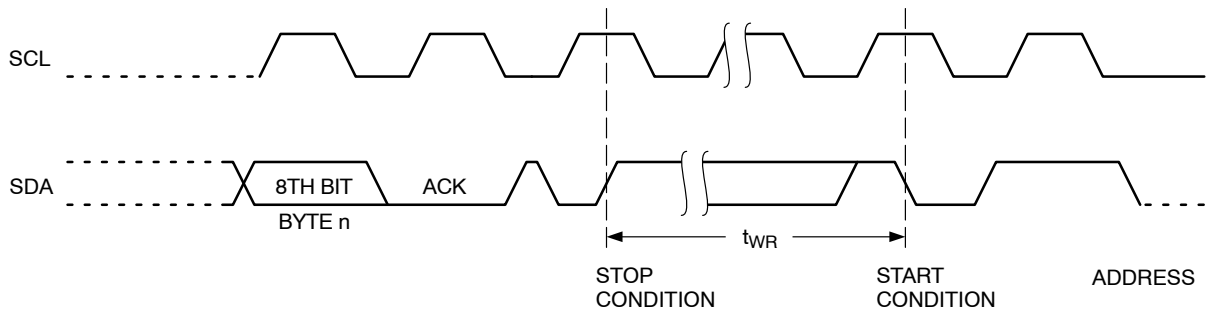 SCL
SDA
8TH BIT
ACK
BYTE n
tWR
STOP
CONDITION
START
CONDITION
ADDRESS